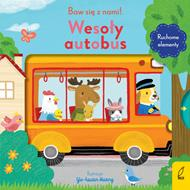 Baw się z nami!
Wesoły
autobus
Ruchome
elementy
Ilustracje
Yu-hsuan Huang